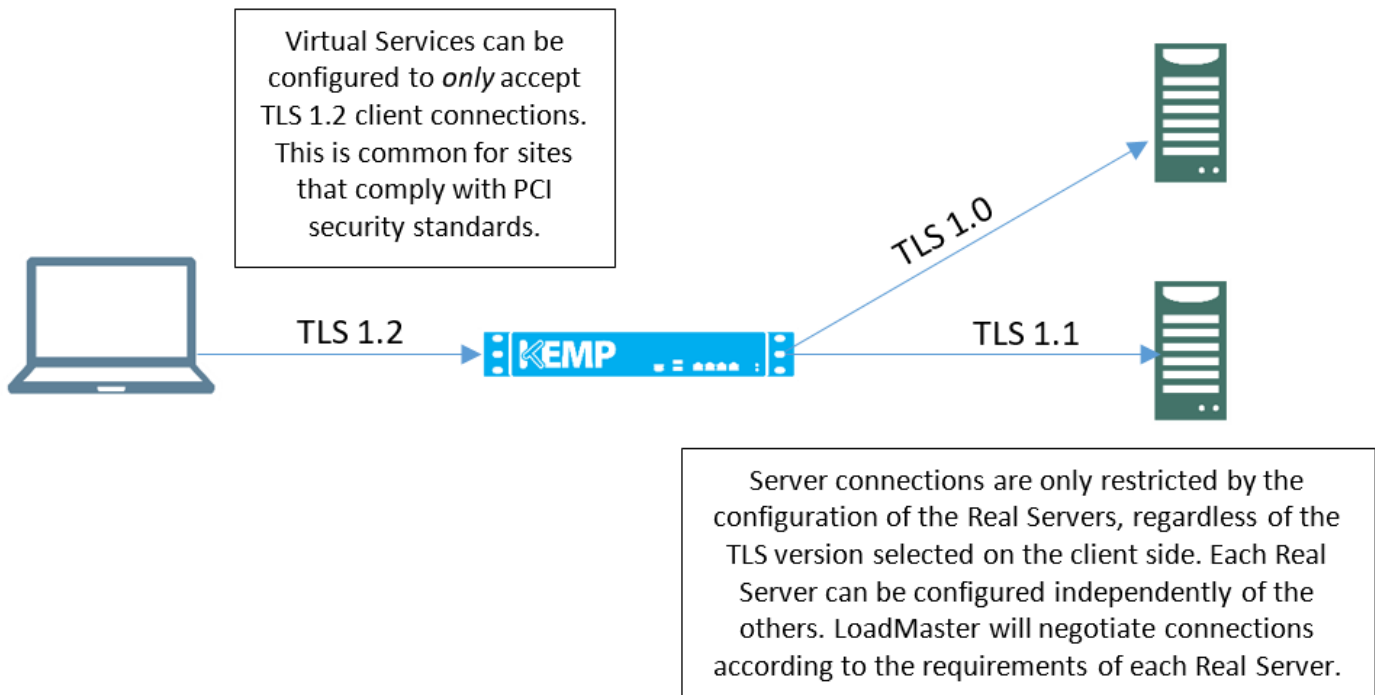 Virtual Services can be
configured to only accept
TLS 1.2 client connections.
This is common for sites
that comply with PCI
security standards.
TLS 1.0
TLS 1.2
KEMP
TLS 1.1
Server connections are only restricted by the
configuration of the Real Servers, regardless of the
TLS version selected on the client side. Each Real
Server can be configured independently of the
others. LoadMaster will negotiate connections
according to the requirements of each Real Server.